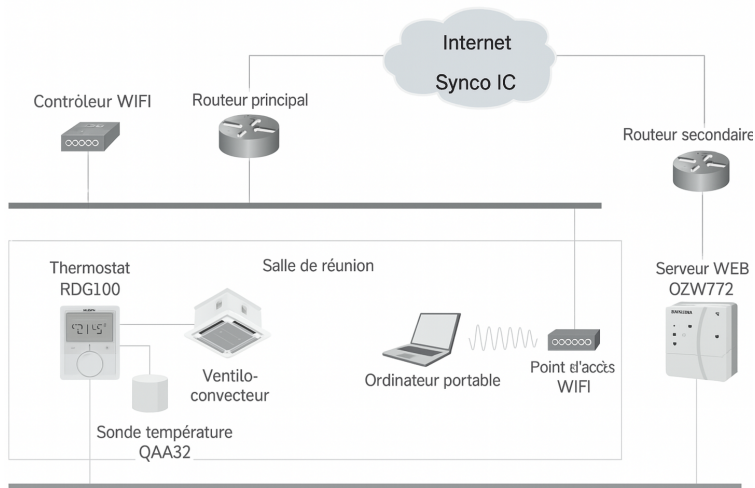 Internet
Synco IC
Contrôleur WIFI
Routeur principal
Routeur secondaire
Thermostat
RDG100
Salle de réunion
Serveur WEB
OZW772
Ventilo-
convecteur
Ordinateur portable
Point d'accès
WIFI
Sonde température
QAA32